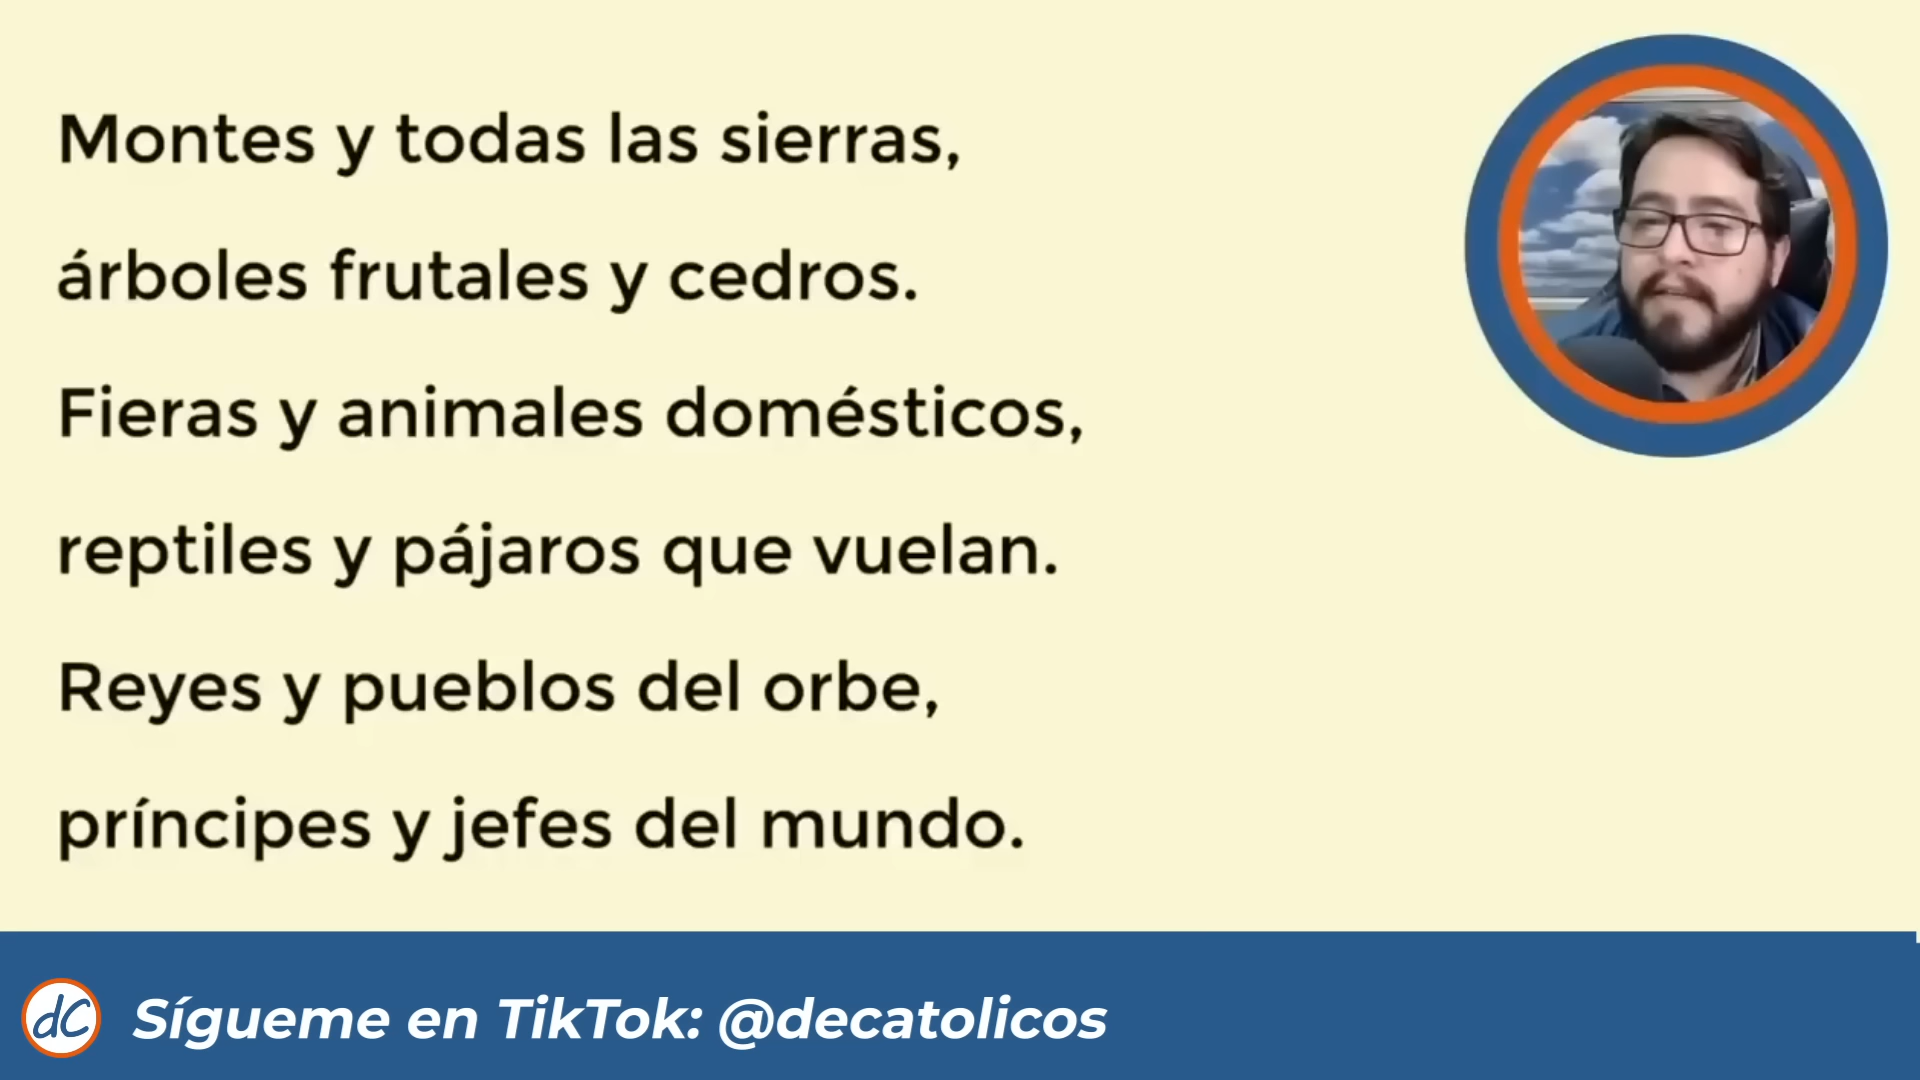 Montes y todas las sierras,
árboles frutales y cedros.
Fieras y animales domésticos,
reptiles y pájaros que vuelan.
Reyes y pueblos del orbe,
príncipes y jefes del mundo.
dC Sígueme en TikTok: @decatolicos